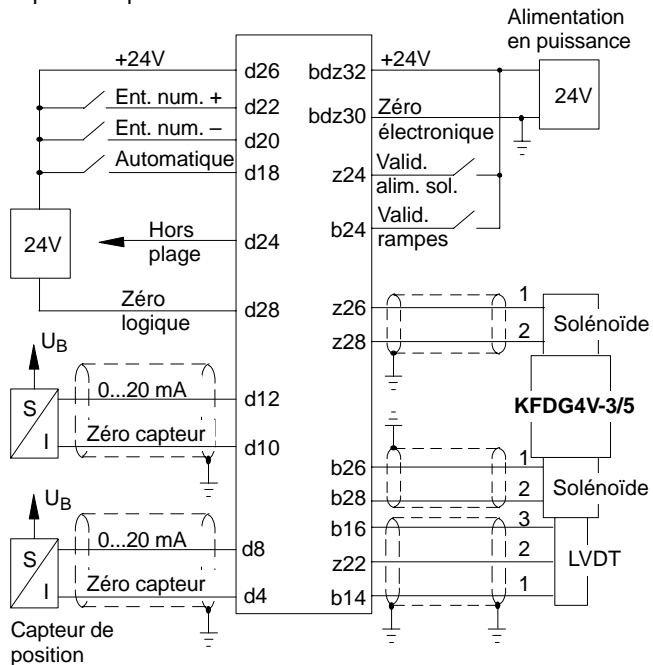 Alimentation
en puissance
+24V
d26
bdz32
+24V
24V
Ent. num. +
d22
bdz30
Zéro
électronique
Ent. num. –
d20
Automatique
d18
z24
Valid.
alim. sol.
24V
Hors
plage
d24
b24
Valid.
rampes
Zéro
logique
d28
z26
1
z28
2
Solénoïde
UB
S
I
0...20 mA
d12
Zéro capteur
d10
KFDG4V-3/5
b26
1
b28
2
Solénoïde
UB
S
I
0...20 mA
d8
Zéro capteur
d4
b16
3
z22
2
b14
1
LVDT
Capteur de
position